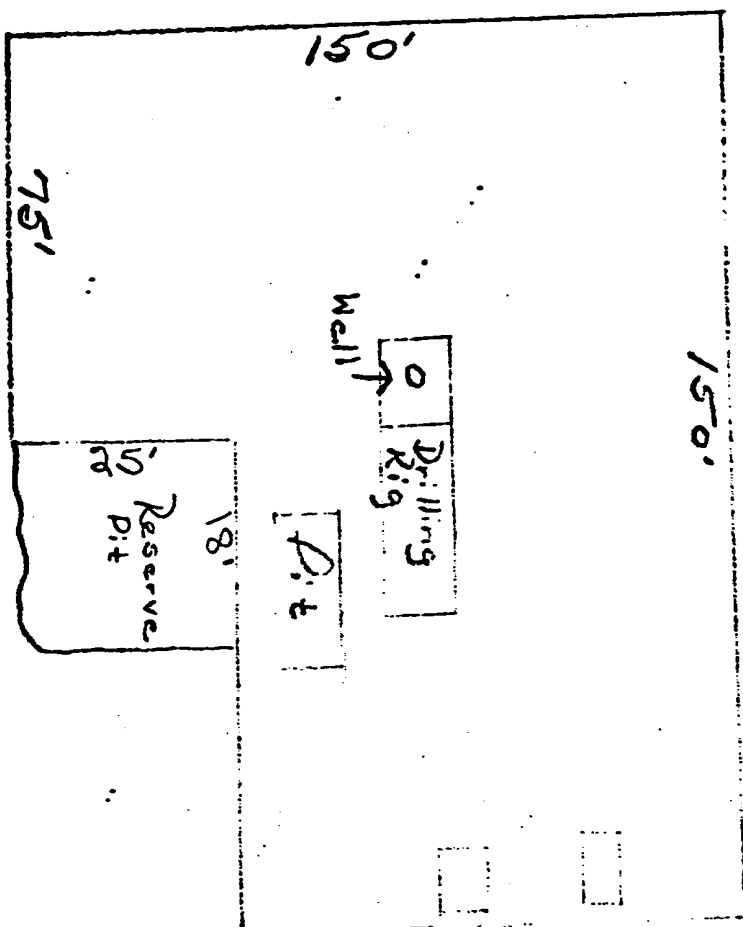 150'
75'
150'
Well
O
Drilling
Rig
25'
18'
Reserve
Pit
Pit